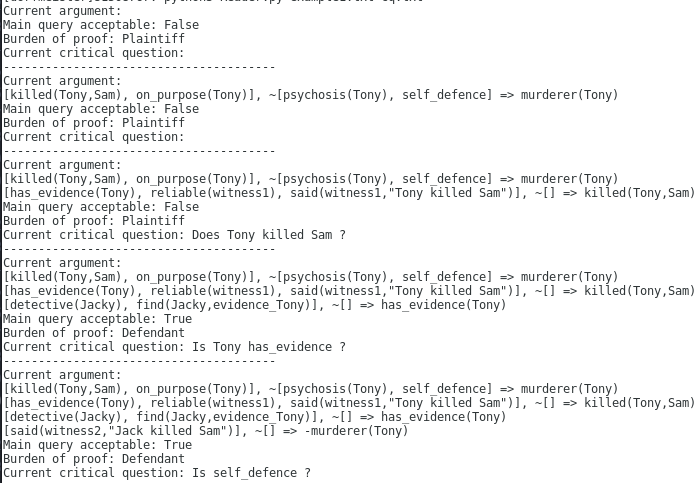 Current argument:
Main query acceptable: False
Burden of proof: Plaintiff
Current critical question:
---------------------------------------
Current argument:
[killed(Tony,Sam), on_purpose(Tony)], ~[psychosis(Tony), self_defence] => murderer(Tony)
Main query acceptable: False
Burden of proof: Plaintiff
Current critical question:
---------------------------------------
Current argument:
[killed(Tony,Sam), on_purpose(Tony)], ~[psychosis(Tony), self_defence] => murderer(Tony)
[has_evidence(Tony), reliable(witness1), said(witness1,"Tony killed Sam")], ~[] => killed(Tony,Sam)
Main query acceptable: False
Burden of proof: Plaintiff
Current critical question: Does Tony killed Sam ?
---------------------------------------
Current argument:
[killed(Tony,Sam), on_purpose(Tony)], ~[psychosis(Tony), self_defence] => murderer(Tony)
[has_evidence(Tony), reliable(witness1), said(witness1,"Tony killed Sam")], ~[] => killed(Tony,Sam)
[detective(Jacky), find(Jacky,evidence_Tony)], ~[] => has_evidence(Tony)
Main query acceptable: True
Burden of proof: Defendant
Current critical question: Is Tony has_evidence ?
---------------------------------------
Current argument:
[killed(Tony,Sam), on_purpose(Tony)], ~[psychosis(Tony), self_defence] => murderer(Tony)
[has_evidence(Tony), reliable(witness1), said(witness1,"Tony killed Sam")], ~[] => killed(Tony,Sam)
[detective(Jacky), find(Jacky,evidence_Tony)], ~[] => has_evidence(Tony)
[said(witness2,"Jack killed Sam")], ~[] => -murderer(Tony)
Main query acceptable: True
Burden of proof: Defendant
Current critical question: Is self_defence ?